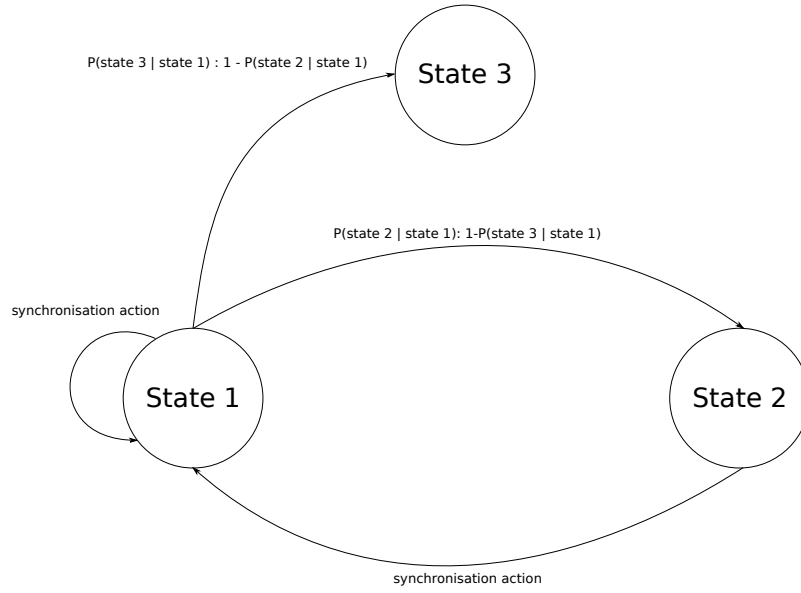 P(state 3 | state 1) : 1 - P(state 2 | state 1)
State 3
P(state 2 | state 1): 1-P(state 3 | state 1)
synchronisation action
State 1
State 2
synchronisation action